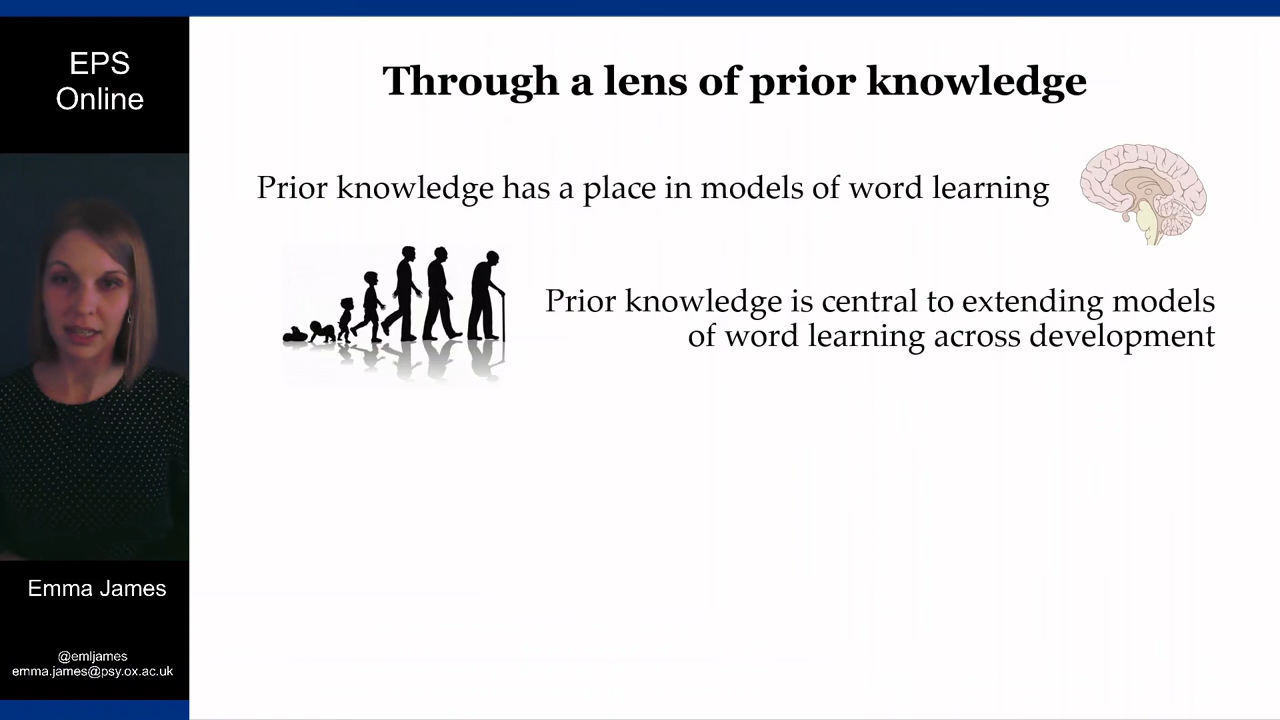 EPS
Online
Through a lens of prior knowledge
Prior knowledge has a place in models of word learning
Prior knowledge is central to extending models
of word learning across development
Emma James
@emljames
emma.james@psy.ox.ac.uk